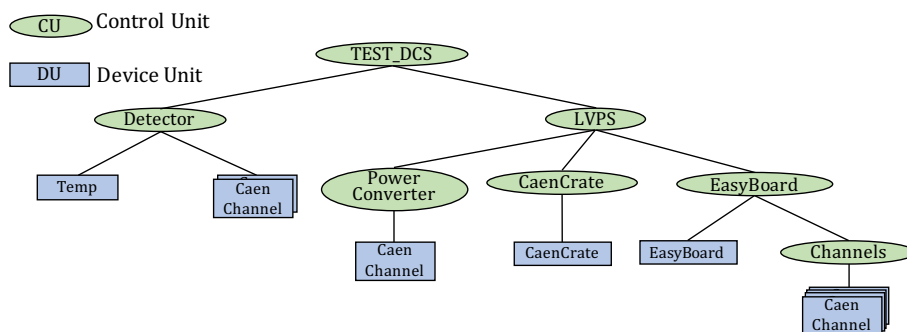 CU Control Unit
DU Device Unit
TEST_DCS
Detector
LVPS
Temp
Caen
Channel
Power
Converter
CaenCrate
EasyBoard
Caen
Channel
CaenCrate
EasyBoard
Channels
Caen
Channel